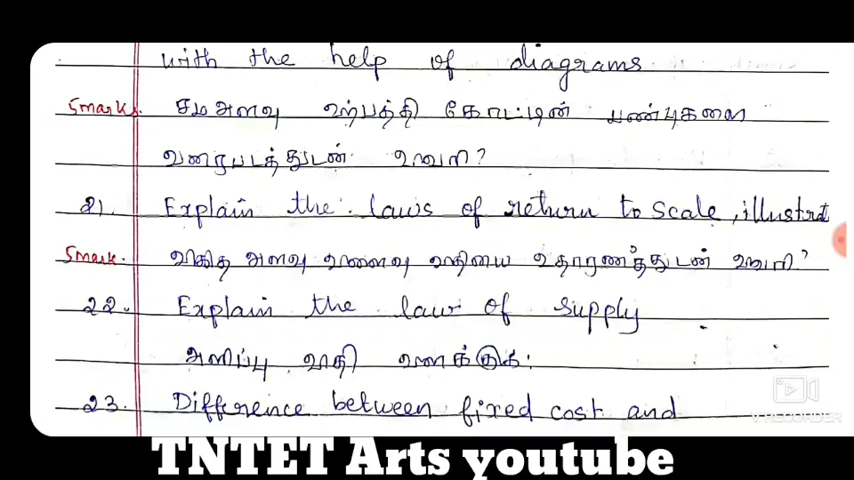 with the help of diagrams
5mark. சம அளவு உற்பத்தி கோட்டின் பண்புகளை
வரைபடத்துடன் விவரி?
21. Explain the laws of return to scale, illustrat
5mark. விகித அளவு விளைவு விதியை உதாரணத்துடன் விவரி?
22. Explain the law of supply
அளிப்பு விதி விளக்குக:
23. Difference between fixed cost and
TNTET Arts youtube